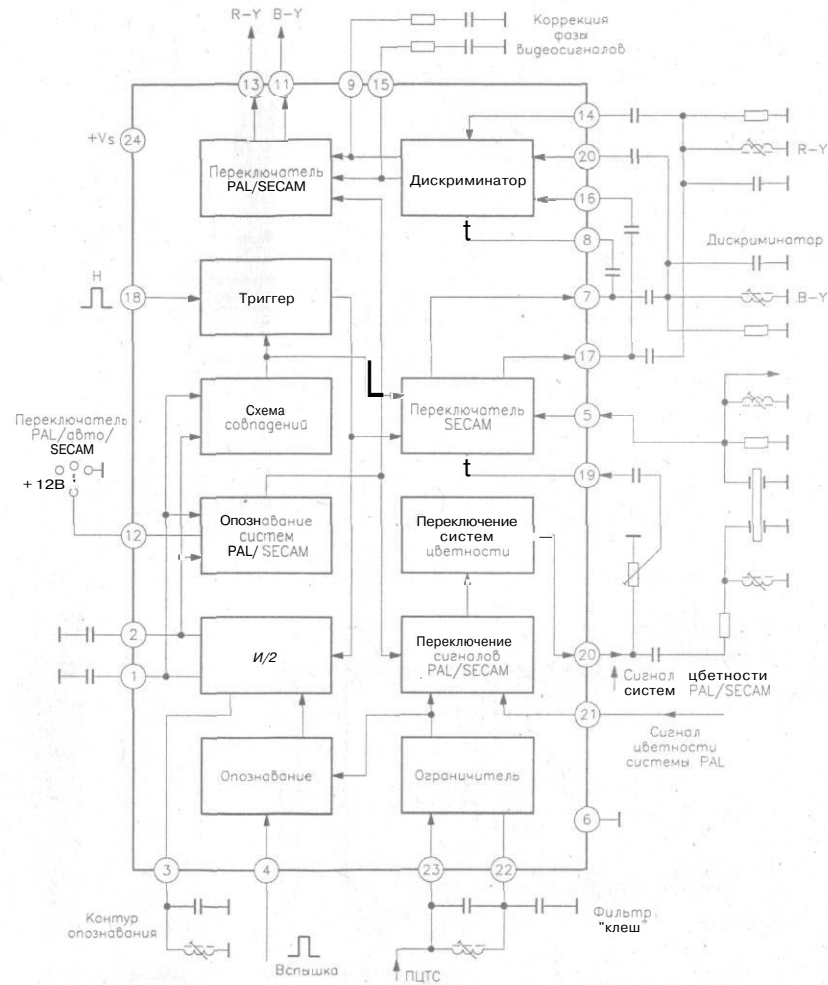 R-Y
B-Y
Коррекция
фазы
видеосигналов
13
11
9
15
+Vs
24
14
20
R-Y
Переключатель
PAL/SECAM
Дискриминатор
16
t
8
Дискриминатор
H
18
Триггер
7
B-Y
17
Переключатель
PAL/авто/
SECAM
+ 12В
Схема
совпадений
Переключатель
SECAM
5
t
19
12
Опознавание
систем
PAL/SECAM
Переключение
систем
цветности
2
1
И/2
Переключение
сигналов
PAL/SECAM
20
Сигнал цветности
систем PAL/SECAM
21
Сигнал
цветности
системы PAL
Опознавание
Ограничитель
6
3
4
23
22
Контур
опознавания
Вспышка
ПЦТС
Фильтр
"клеш"